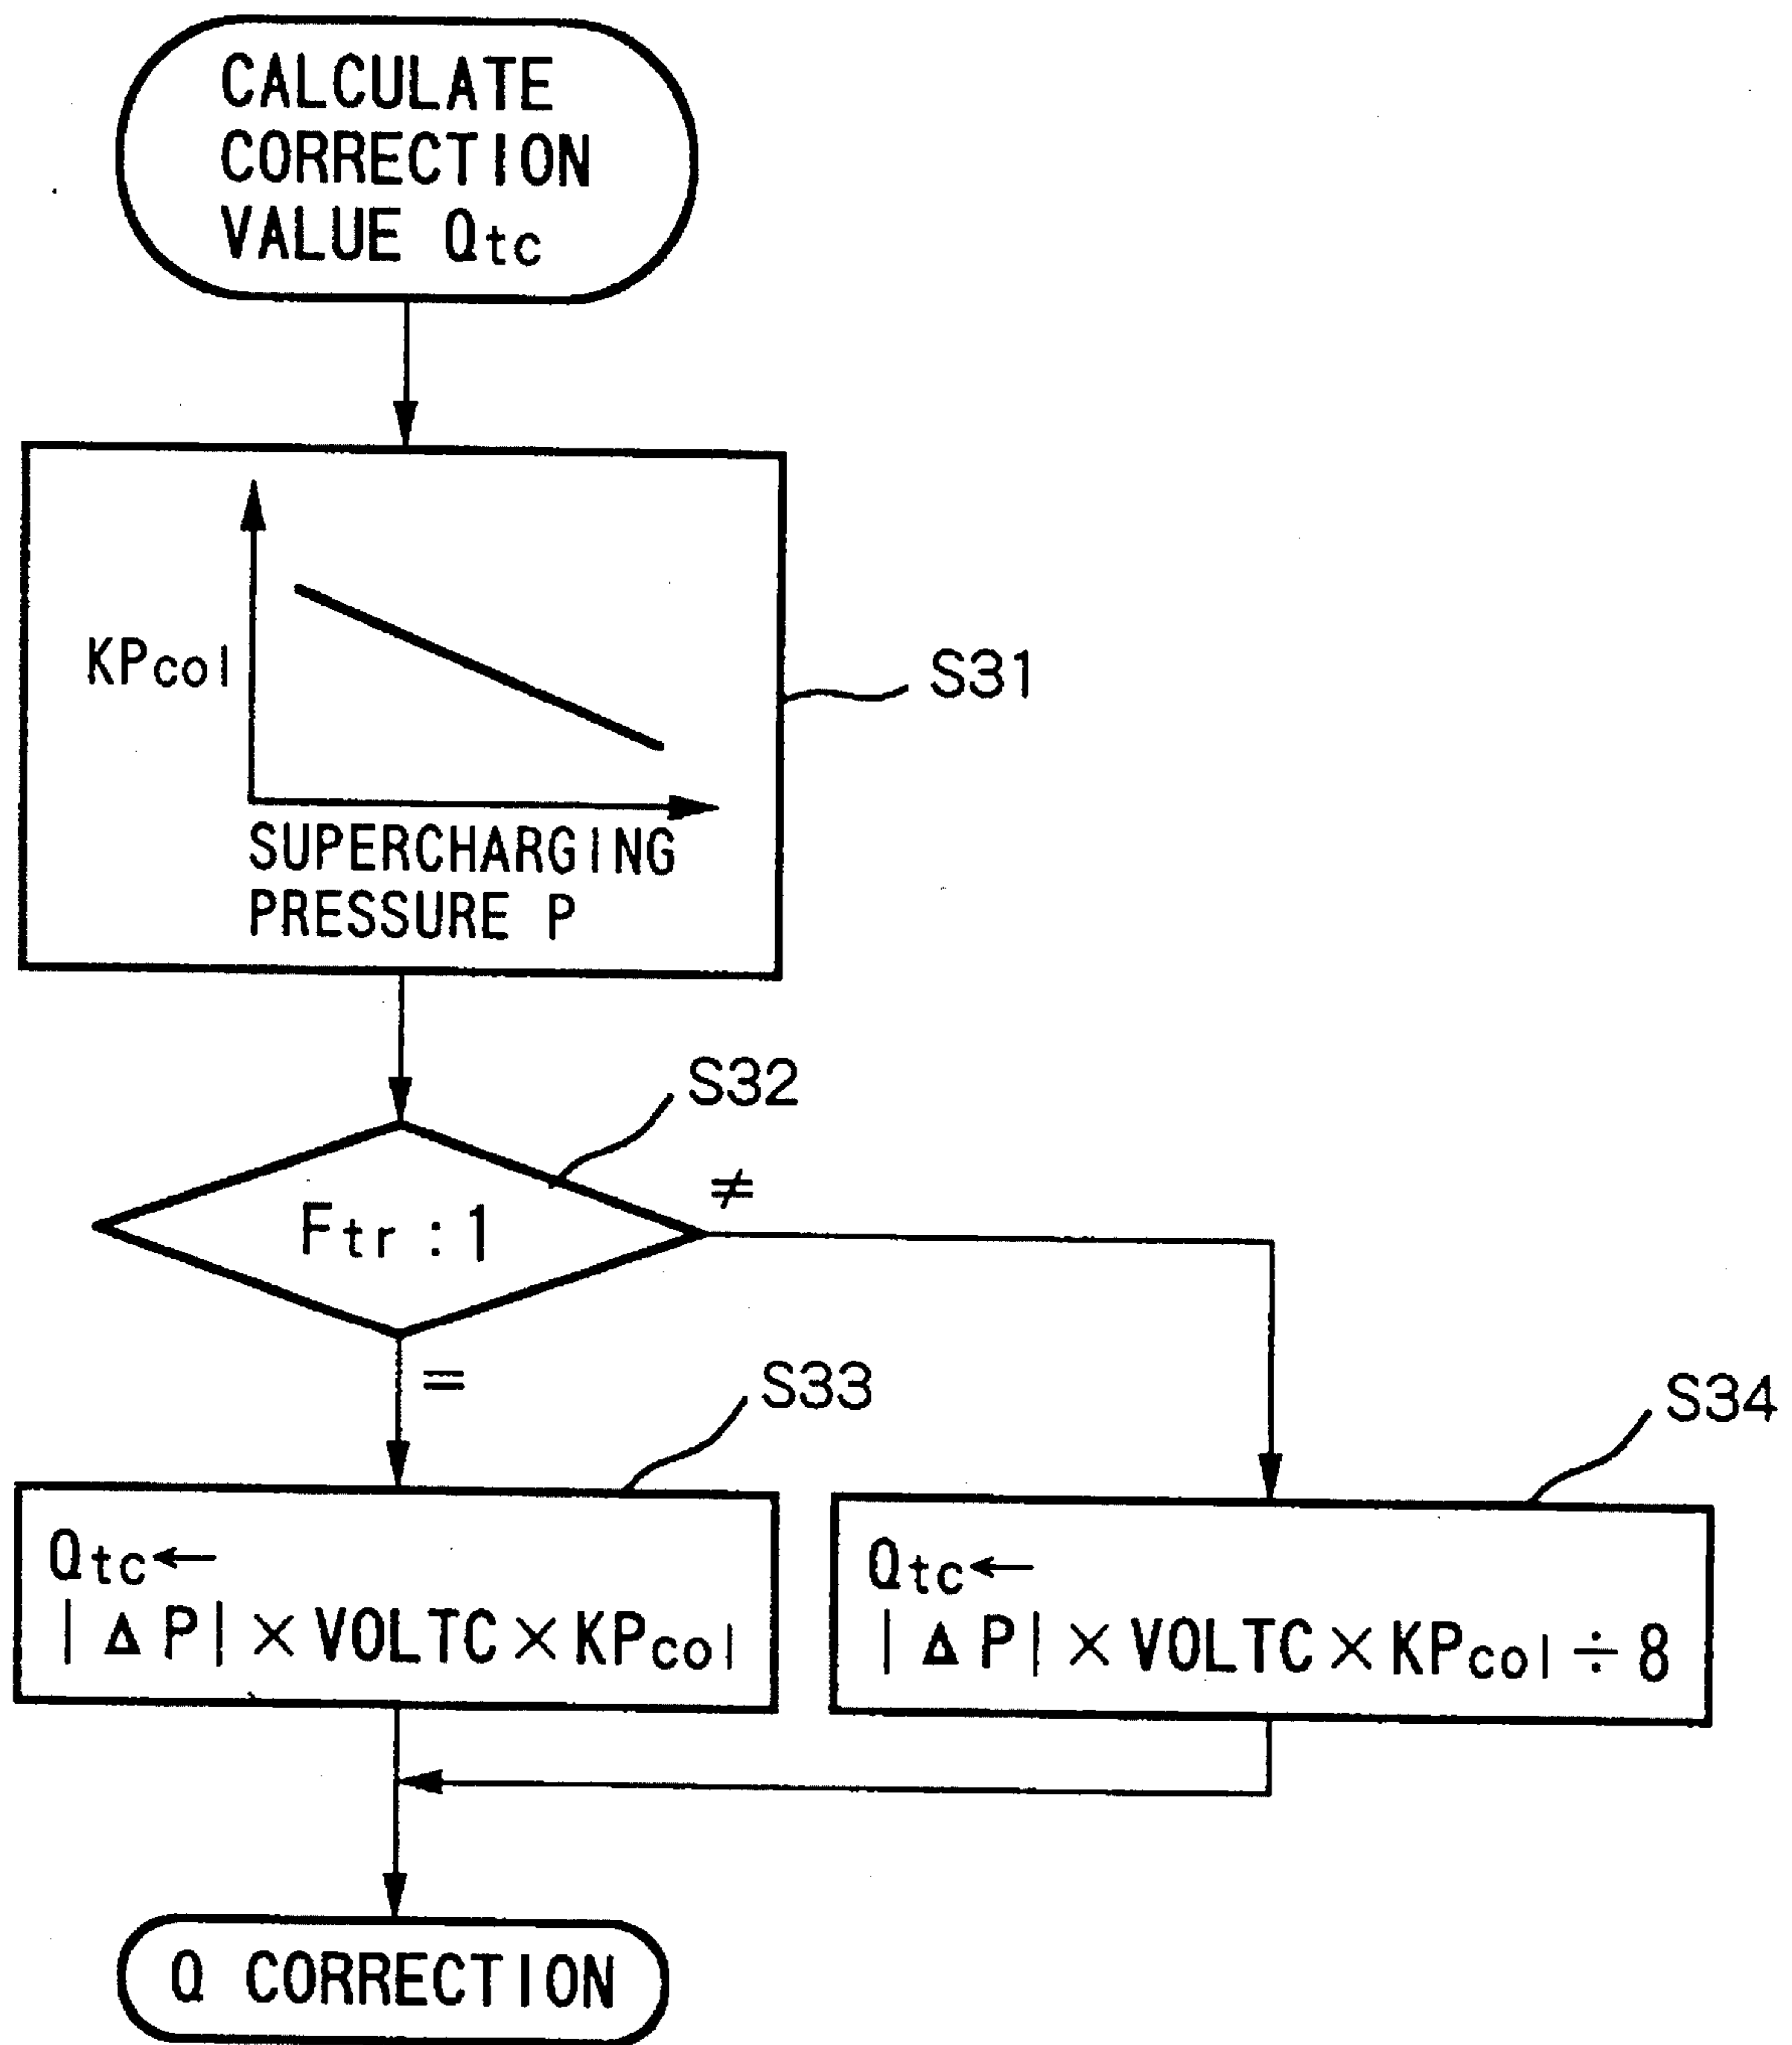 CALCULATE
CORRECTION
VALUE Qtc
KPcol
SUPERCHARGING
PRESSURE P
S31
S32
≠
Ftr : 1
=
S33
S34
Qtc←
|ΔP|×VOLTC×KPcol
Qtc←
|ΔP|×VOLTC×KPcol÷8
Q CORRECTION